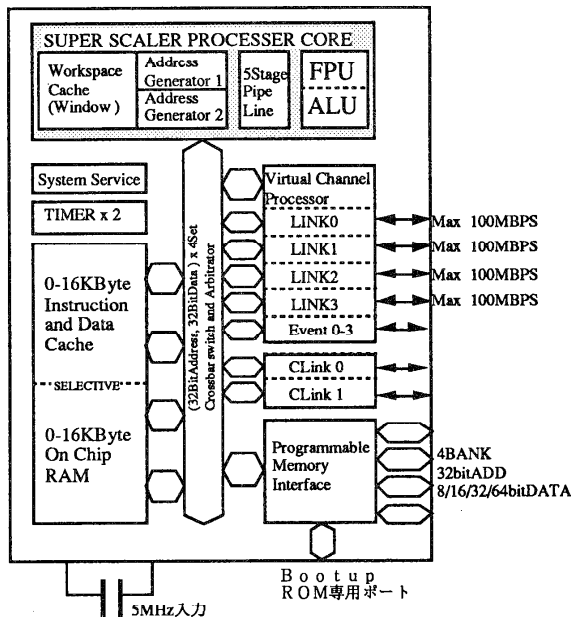 SUPER SCALER PROCESSER CORE
Workspace
Cache
(Window)
Address
Generator 1
Address
Generator 2
5Stage
Pipe
Line
FPU
ALU
System Service
TIMER x 2
0-16KByte
Instruction
and Data
Cache
SELECTIVE
0-16KByte
On Chip
RAM
(32BitAddress, 32BitData) x 4Set
Crossbar switch and Arbitrator
Virtual Channel
Processor
LINK0
LINK1
LINK2
LINK3
Event 0-3
Max 100MBPS
Max 100MBPS
Max 100MBPS
Max 100MBPS
CLink 0
CLink 1
Programmable
Memory
Interface
4BANK
32bitADD
8/16/32/64bitDATA
5MHz入力
Bootup
ROM専用ポート